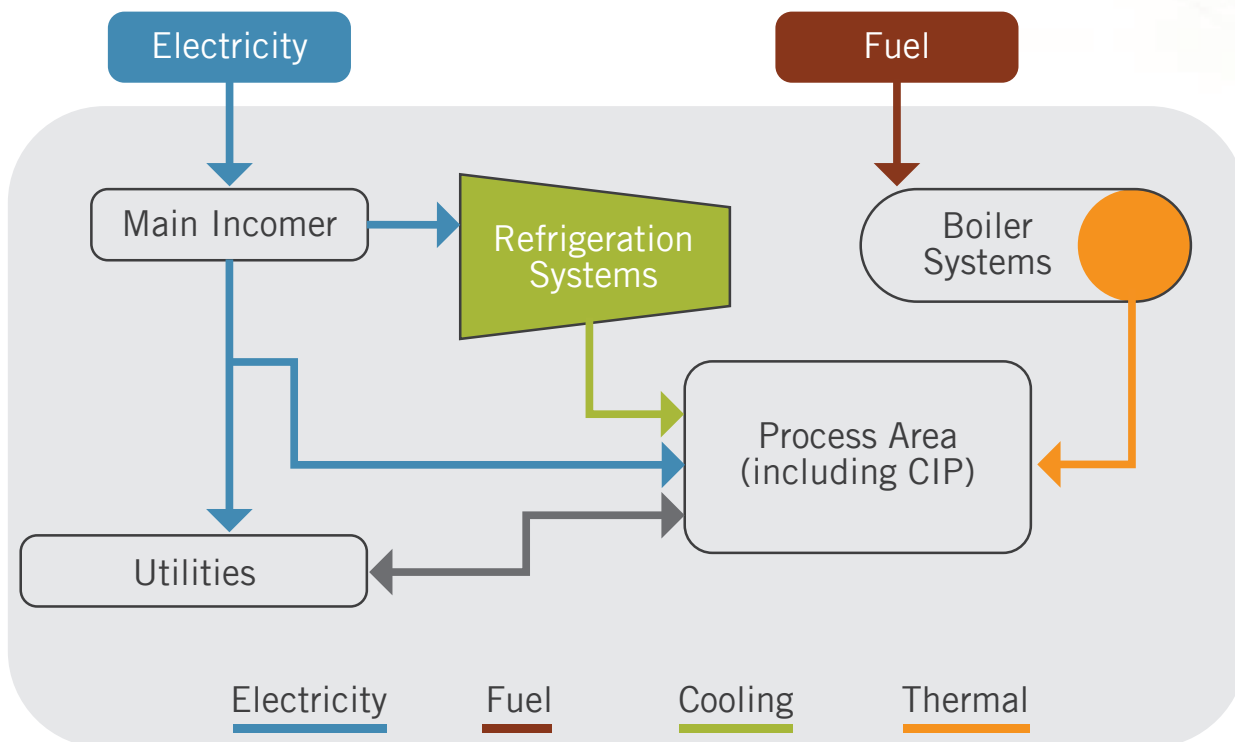 Electricity
Fuel
Main Incomer
Refrigeration
Systems
Boiler
Systems
Process Area
(including CIP)
Utilities
Electricity
Fuel
Cooling
Thermal